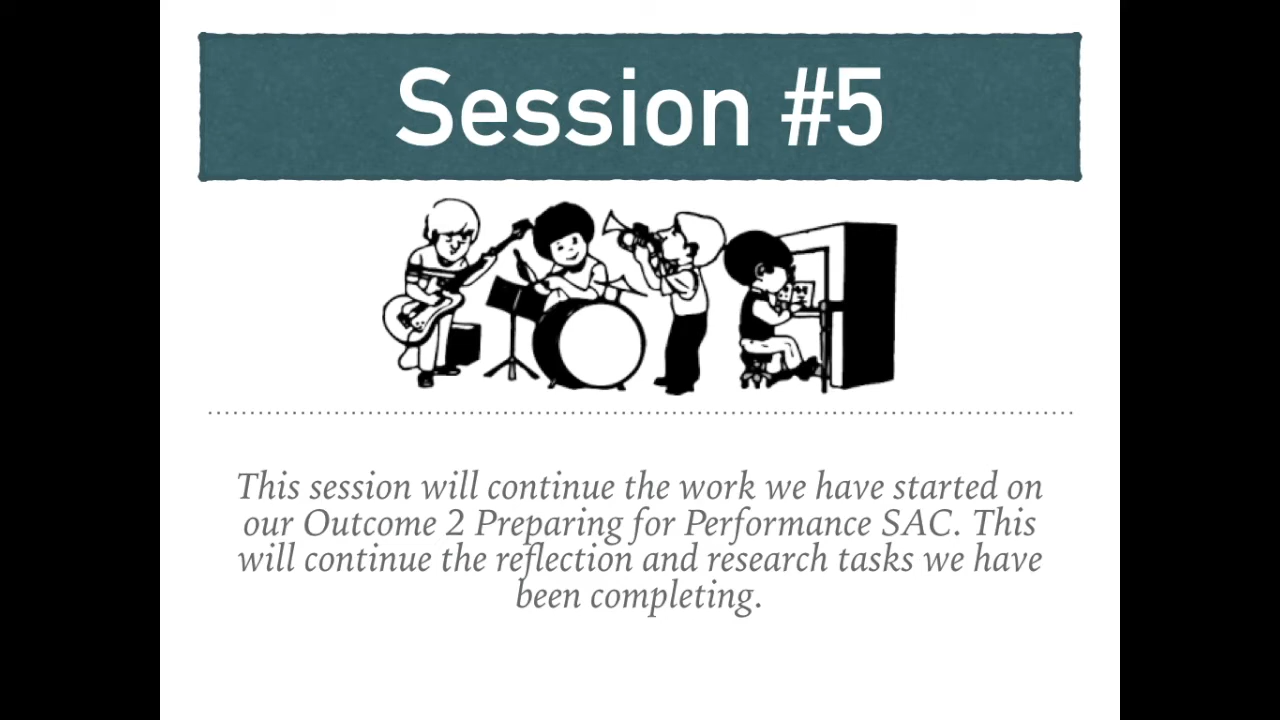 Session #5
This session will continue the work we have started on
our Outcome 2 Preparing for Performance SAC. This
will continue the reflection and research tasks we have
been completing.